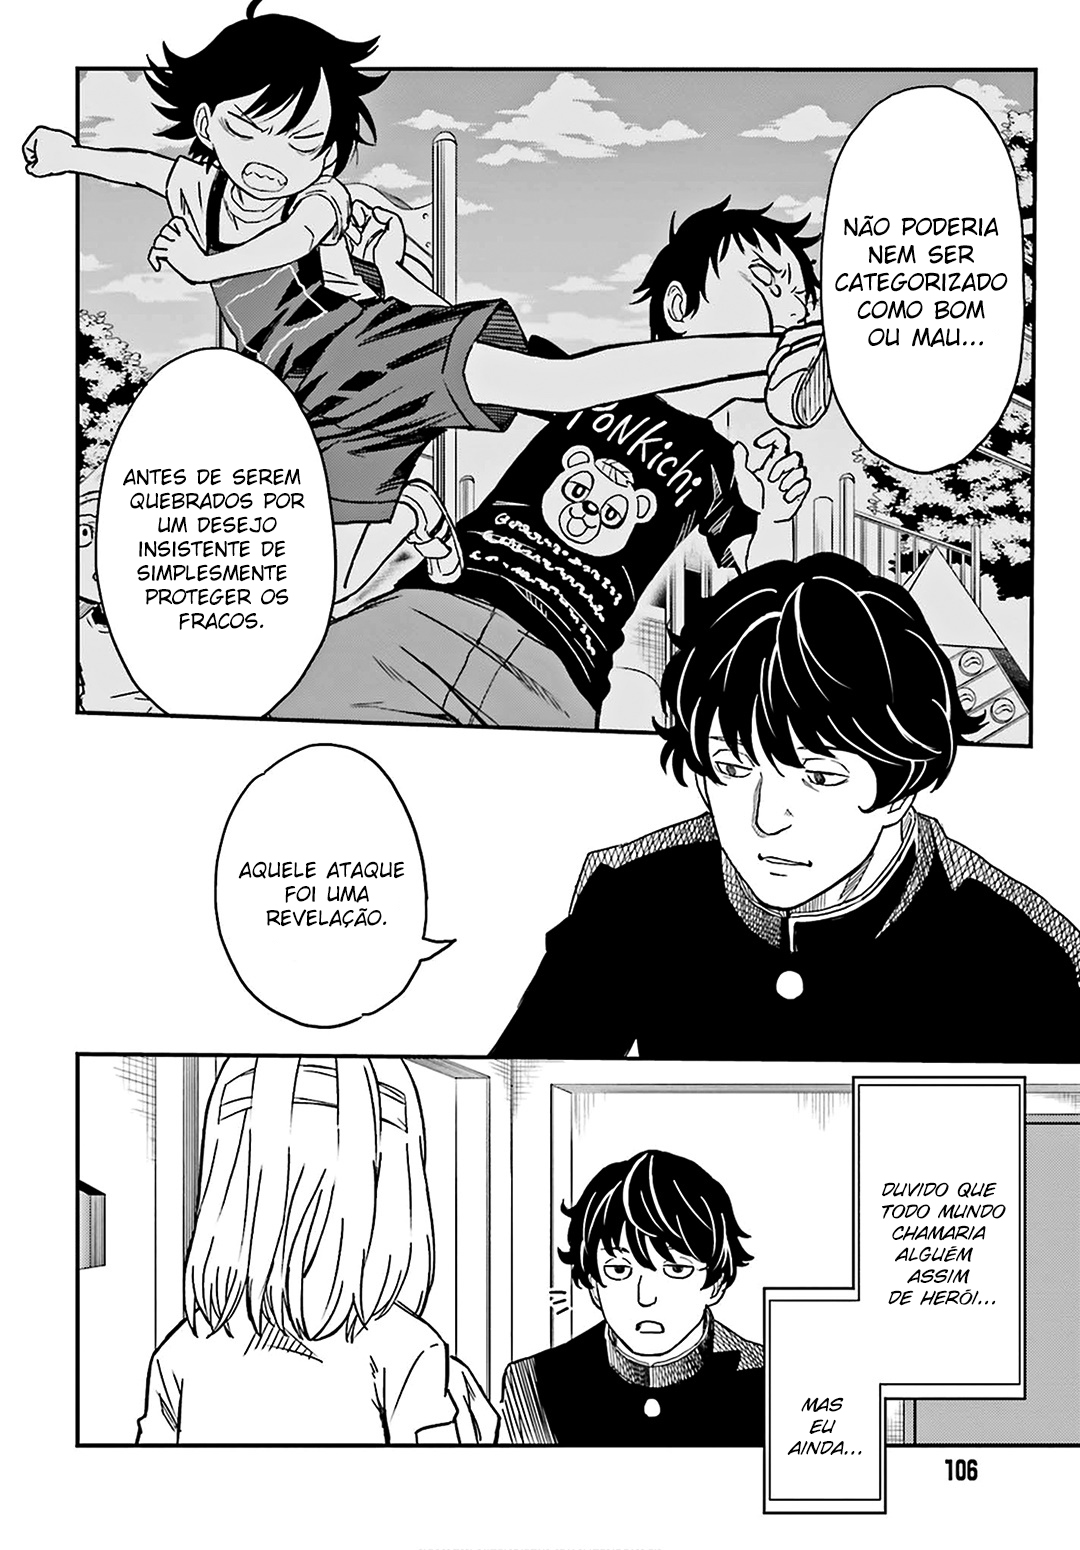 NÃO PODERIA
NEM SER
CATEGORIZADO
COMO BOM
OU MAU...
PONKichi
ANTES DE SEREM
QUEBRADOS POR
UM DESEJO
INSISTENTE DE
SIMPLESMENTE
PROTEGER OS
FRACOS.
AQUELE ATAQUE
FOI UMA
REVELAÇÃO.
DUVIDO QUE
TODO MUNDO
CHAMARIA
ALGUÉM
ASSIM
DE HERÓI...
MAS
EU
AINDA...
106